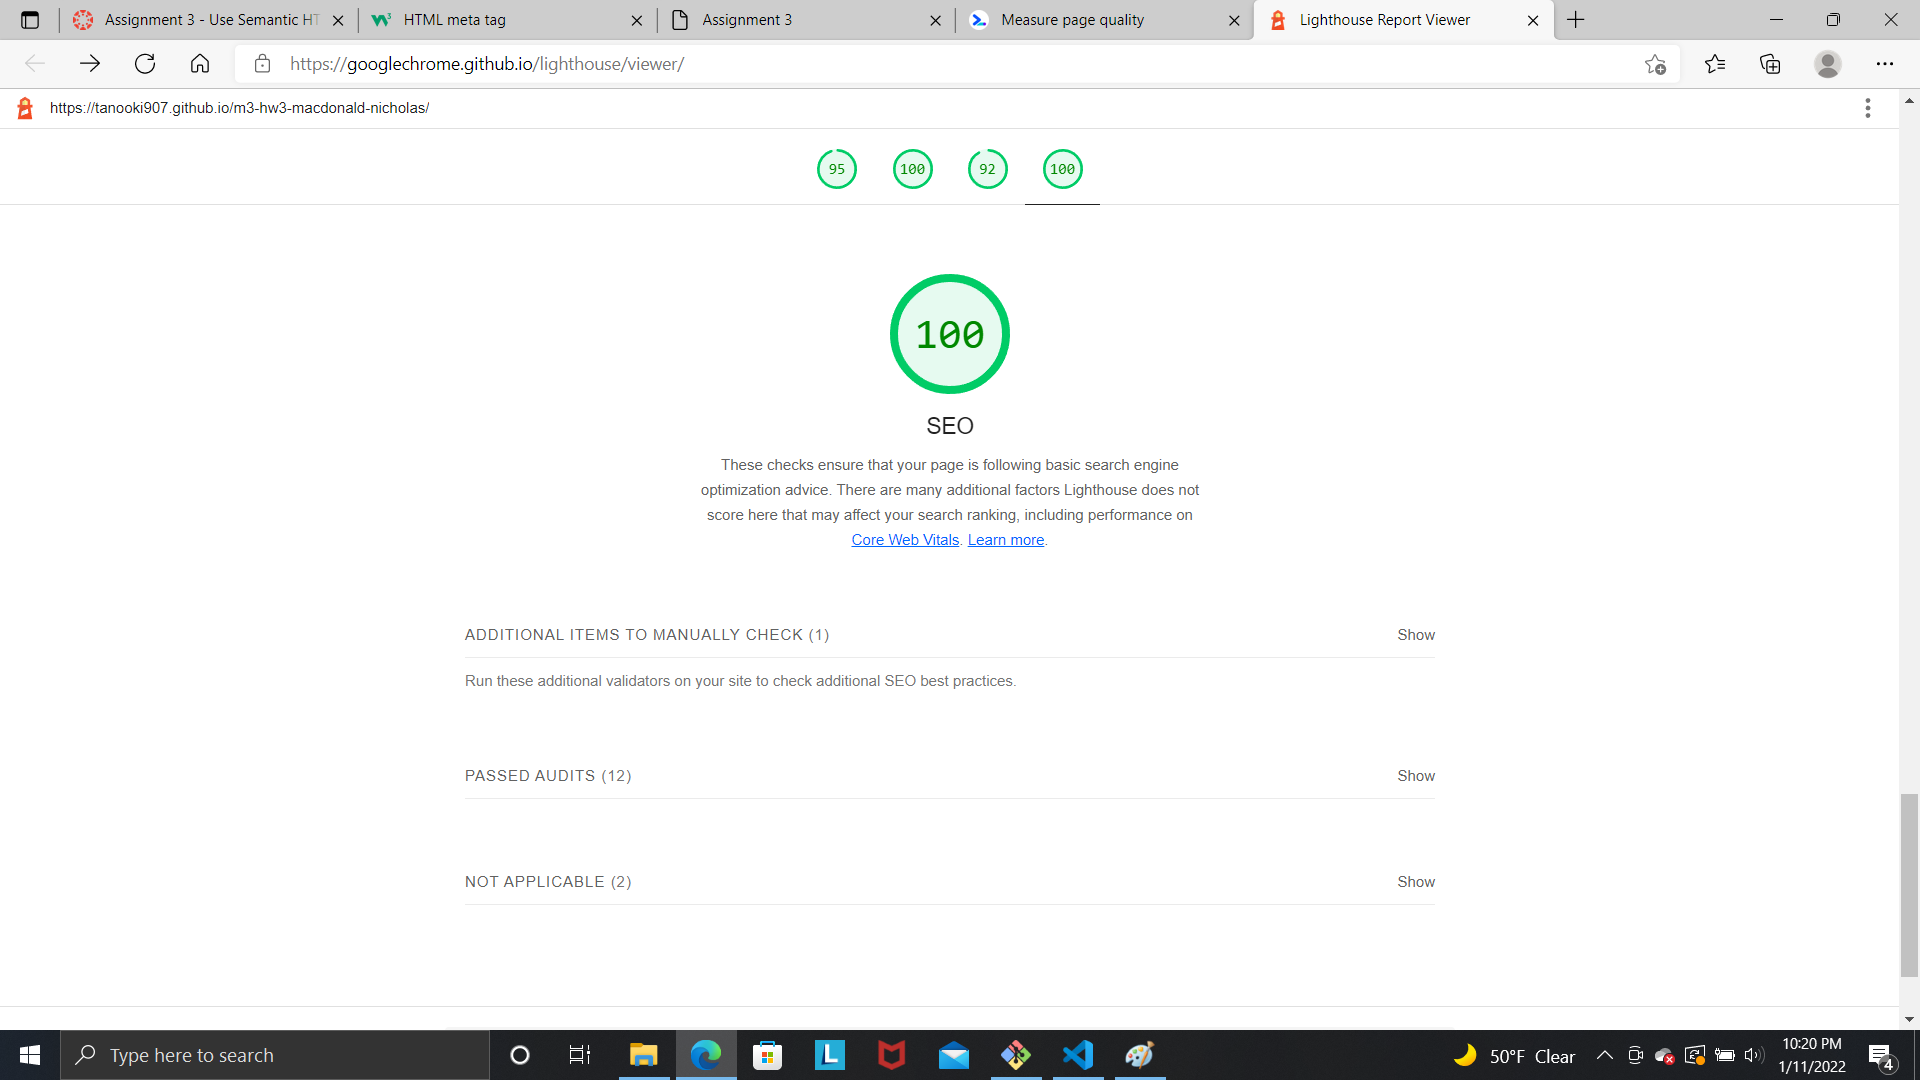 Assignment 3 - Use Semantic HT
HTML meta tag
Assignment 3
Measure page quality
Lighthouse Report Viewer
https://googlechrome.github.io/lighthouse/viewer/
https://tanooki907.github.io/m3-hw3-macdonald-nicholas/
95
100
92
100
100
SEO
These checks ensure that your page is following basic search engine
optimization advice. There are many additional factors Lighthouse does not
score here that may affect your search ranking, including performance on
Core Web Vitals. Learn more.
ADDITIONAL ITEMS TO MANUALLY CHECK (1)
Show
Run these additional validators on your site to check additional SEO best practices.
PASSED AUDITS (12)
Show
NOT APPLICABLE (2)
Show
Type here to search
L
50°F Clear
10:20 PM
1/11/2022
4